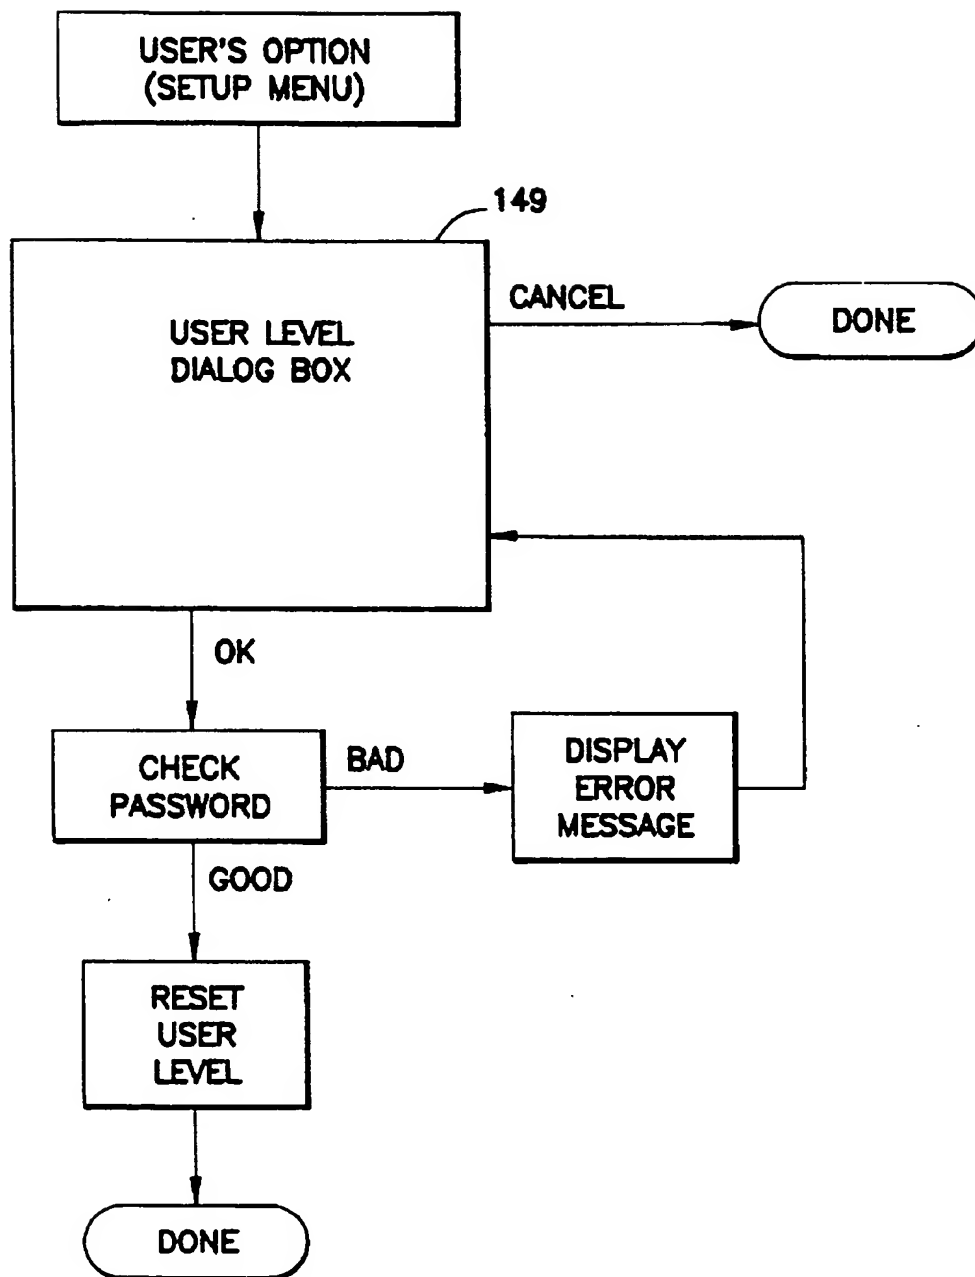 USER'S OPTION
(SETUP MENU)
149
USER LEVEL
DIALOG BOX
CANCEL
DONE
OK
CHECK
PASSWORD
BAD
DISPLAY
ERROR
MESSAGE
GOOD
RESET
USER
LEVEL
DONE